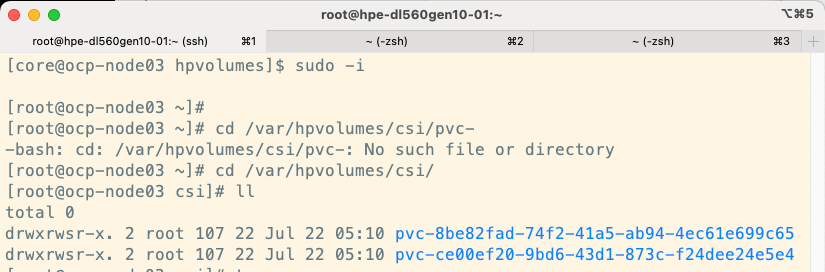 root@hpe-dl560gen10-01:~
⌥⌘5
root@hpe-dl560gen10-01:~ (ssh) ⌘1
~ (-zsh) ⌘2
~ (-zsh) ⌘3
[core@ocp-node03 hpvolumes]$ sudo -i
[root@ocp-node03 ~]#
[root@ocp-node03 ~]# cd /var/hpvolumes/csi/pvc-
-bash: cd: /var/hpvolumes/csi/pvc-: No such file or directory
[root@ocp-node03 ~]# cd /var/hpvolumes/csi/
[root@ocp-node03 csi]# ll
total 0
drwxrwsr-x. 2 root 107 22 Jul 22 05:10 pvc-8be82fad-74f2-41a5-ab94-4ec61e699c65
drwxrwsr-x. 2 root 107 22 Jul 22 05:10 pvc-ce00ef20-9bd6-43d1-873c-f24dee24e5e4